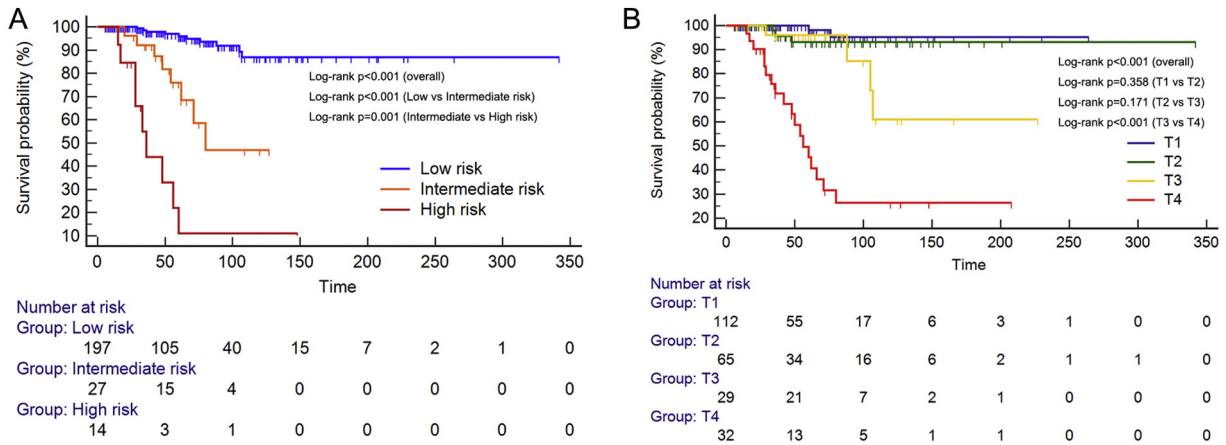 A
Survival probability (%)
100
90
80
70
60
50
40
30
20
10
Log-rank p<0.001 (overall)
Log-rank p<0.001 (Low vs Intermediate risk)
Log-rank p=0.001 (Intermediate vs High risk)
Low risk
Intermediate risk
High risk
0 50 100 150 200 250 300 350
Time
Number at risk
Group: Low risk
197 105 40 15 7 2 1 0
Group: Intermediate risk
27 15 4 0 0 0 0 0
Group: High risk
14 3 1 0 0 0 0 0
B
Survival probability (%)
100
90
80
70
60
50
40
30
20
Log-rank p<0.001 (overall)
Log-rank p=0.358 (T1 vs T2)
Log-rank p=0.171 (T2 vs T3)
Log-rank p<0.001 (T3 vs T4)
T1
T2
T3
T4
0 50 100 150 200 250 300 350
Time
Number at risk
Group: T1
112 55 17 6 3 1 0 0
Group: T2
65 34 16 6 2 1 1 0
Group: T3
29 21 7 2 1 0 0 0
Group: T4
32 13 5 1 1 0 0 0